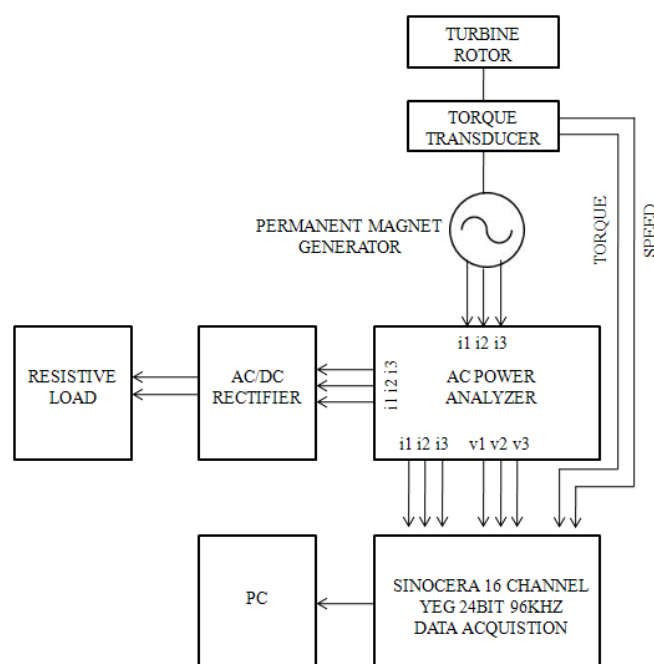 TURBINE
ROTOR
TORQUE
TRANSDUCER
PERMANENT MAGNET
GENERATOR
TORQUE
SPEED
i1 i2 i3
RESISTIVE
LOAD
AC/DC
RECTIFIER
i1 i2 i3
AC POWER
ANALYZER
i1 i2 i3
v1 v2 v3
PC
SINOCERA 16 CHANNEL
YEG 24BIT 96KHZ
DATA ACQUISTION